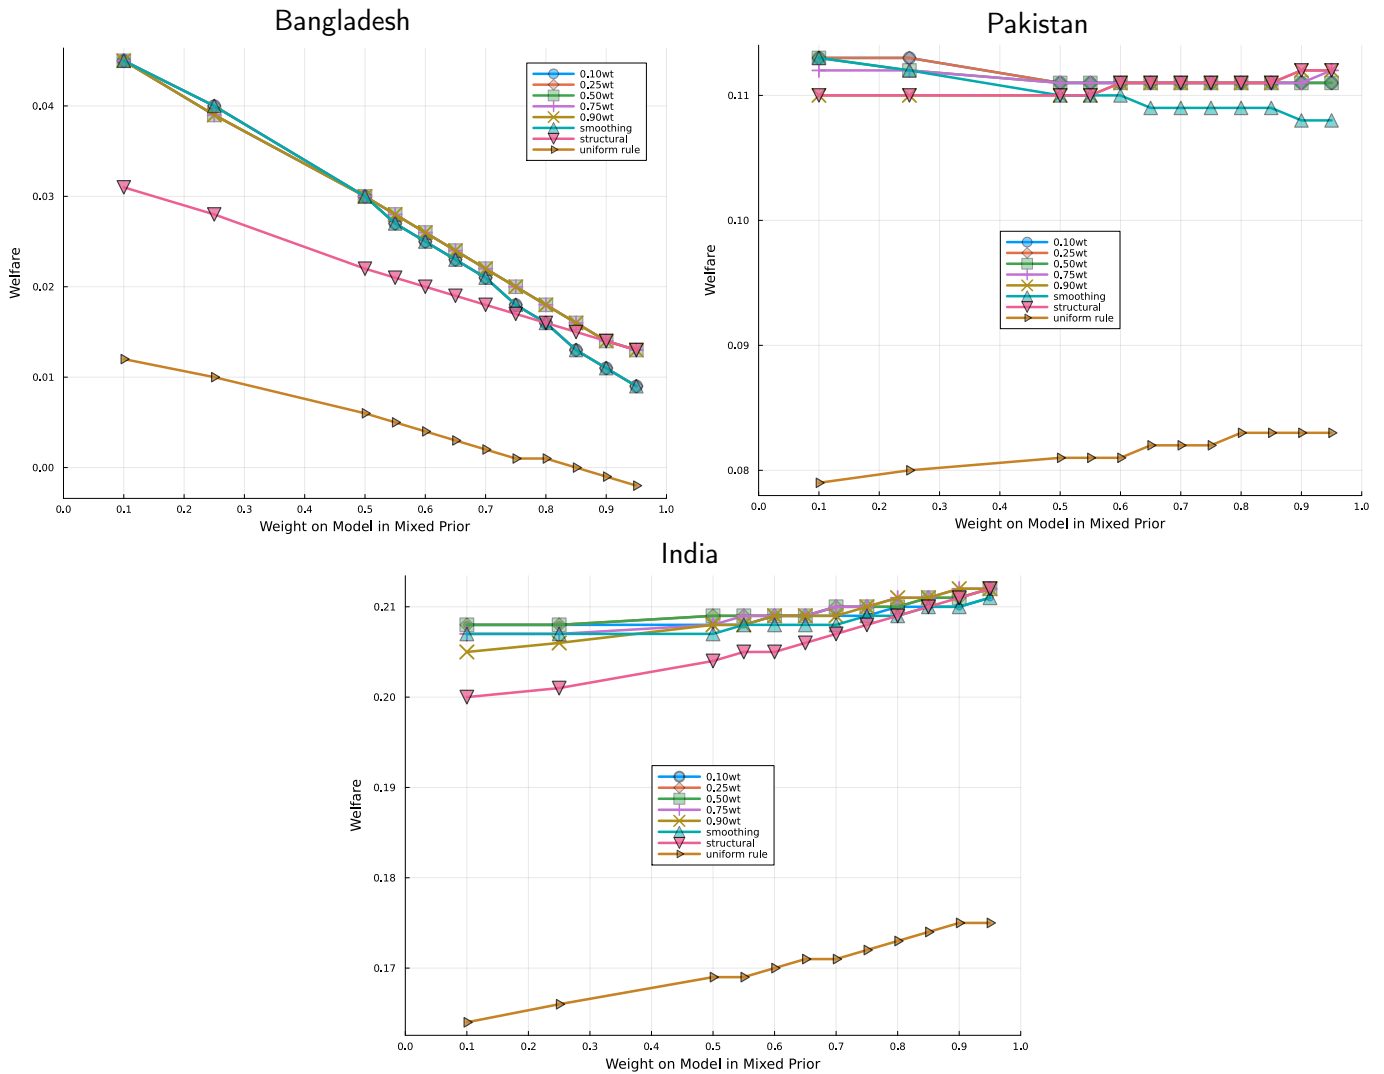 Bangladesh
0.04
0.03
0.02
0.01
0.00
Welfare
0.0 0.1 0.2 0.3 0.4 0.5 0.6 0.7 0.8 0.9 1.0
Weight on Model in Mixed Prior
0.10wt
0.25wt
0.50wt
0.75wt
0.90wt
smoothing
structural
uniform rule
Pakistan
0.11
0.10
0.09
0.08
Welfare
0.0 0.1 0.2 0.3 0.4 0.5 0.6 0.7 0.8 0.9 1.0
Weight on Model in Mixed Prior
0.10wt
0.25wt
0.50wt
0.75wt
0.90wt
smoothing
structural
uniform rule
India
0.21
0.20
0.19
0.18
0.17
Welfare
0.0 0.1 0.2 0.3 0.4 0.5 0.6 0.7 0.8 0.9 1.0
Weight on Model in Mixed Prior
0.10wt
0.25wt
0.50wt
0.75wt
0.90wt
smoothing
structural
uniform rule